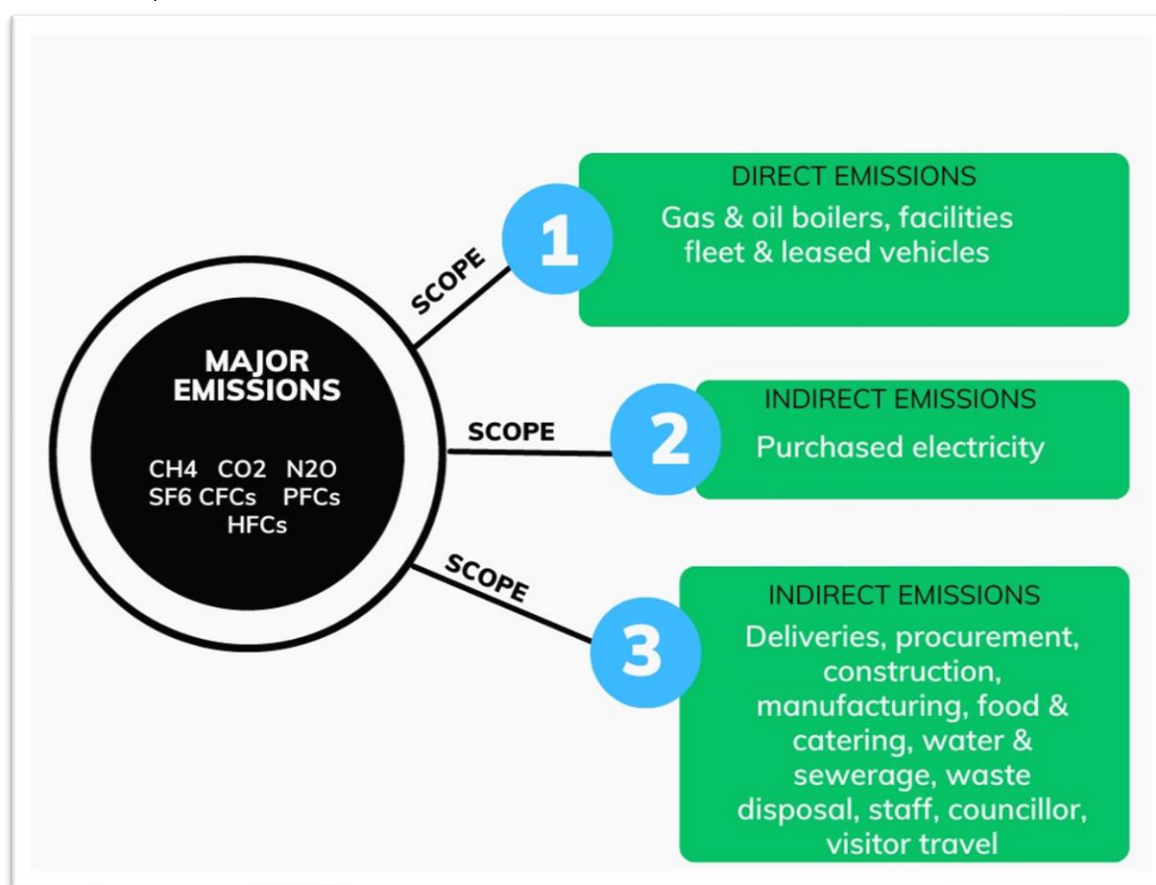 MAJOR
EMISSIONS
CH4 CO2 N2O
SF6 CFCs PFCs
HFCs
SCOPE
1
DIRECT EMISSIONS
Gas & oil boilers, facilities
fleet & leased vehicles
SCOPE
2
INDIRECT EMISSIONS
Purchased electricity
SCOPE
3
INDIRECT EMISSIONS
Deliveries, procurement,
construction,
manufacturing, food &
catering, water &
sewerage, waste
disposal, staff, councillor,
visitor travel